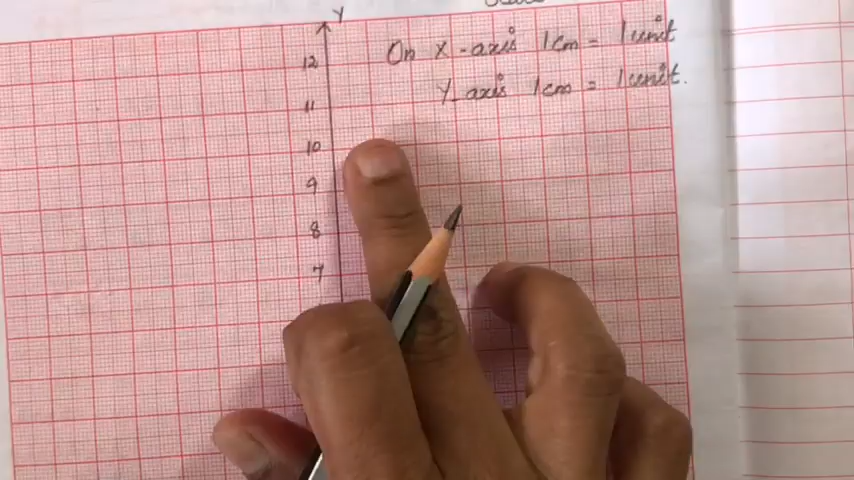 Y
On X-axis 1cm = 1unit
Y-axis 1cm = 1unit.
12
11
10
9
8
7